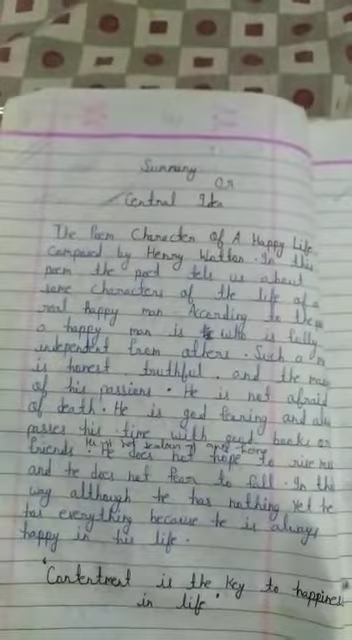 Summary
OR
Central Idea
The Poem Character Of A Happy Life
Composed by Henry Wotton. In this
poem the poet tells us about
some characters of the life of a
real happy man. According to the
a happy man is who is fully
independent from others. Such a
is honest, truthful, and the
of his passions. He is not afraid
of death. He is god fearing and
passes his time with good books or
he is not jealous of
friends. He does not hope to rise
and he does not fear to fall. In the
way although he has nothing yet he
has everything because he is always
happy in his life.
"Contentment is the key to happiness
in life"